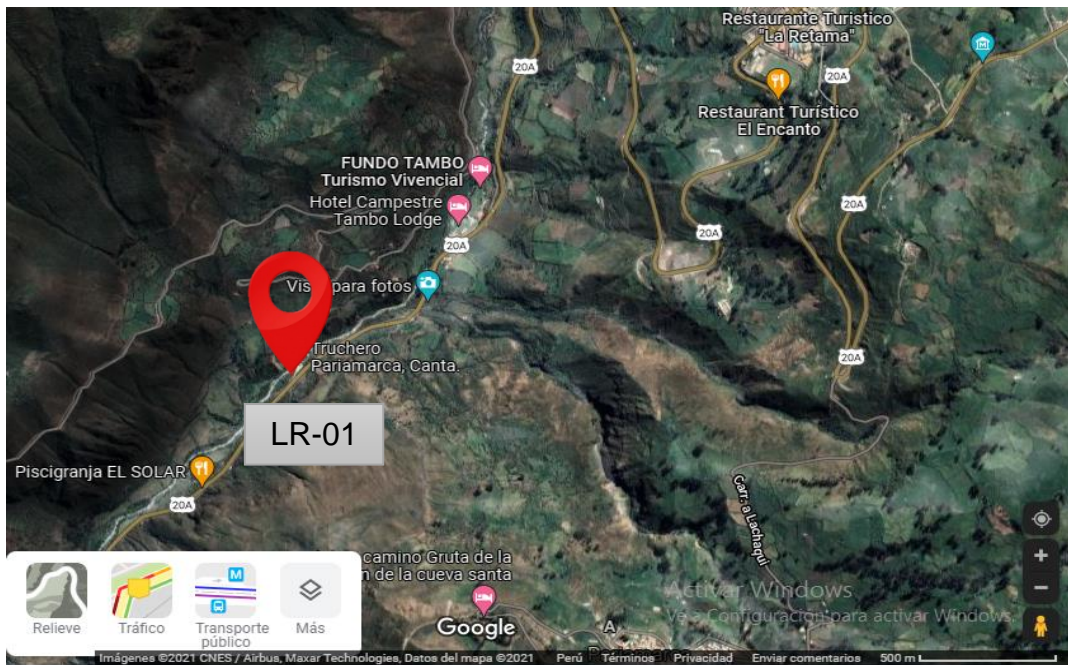 Restaurante Turistico
"La Retama"
20A
20A
Restaurant Turístico
El Encanto
FUNDO TAMBO
Turismo Vivencial
Hotel Campestre
Tambo Lodge
20A
20A
20A
para fotos
Truchero
Pariamarca, Canta.
20A
LR-01
Piscigranja EL SOLAR
20A
Carr. a Lachaqui
camino Gruta de la
de la cueva santa
Activar Windows
Ve a Configuración para activar Windows.
Relieve
Tráfico
M
Transporte
público
Más
Google
Imágenes ©2021 CNES / Airbus, Maxar Technologies, Datos del mapa ©2021 Perú Términos Privacidad Enviar comentarios 500 m